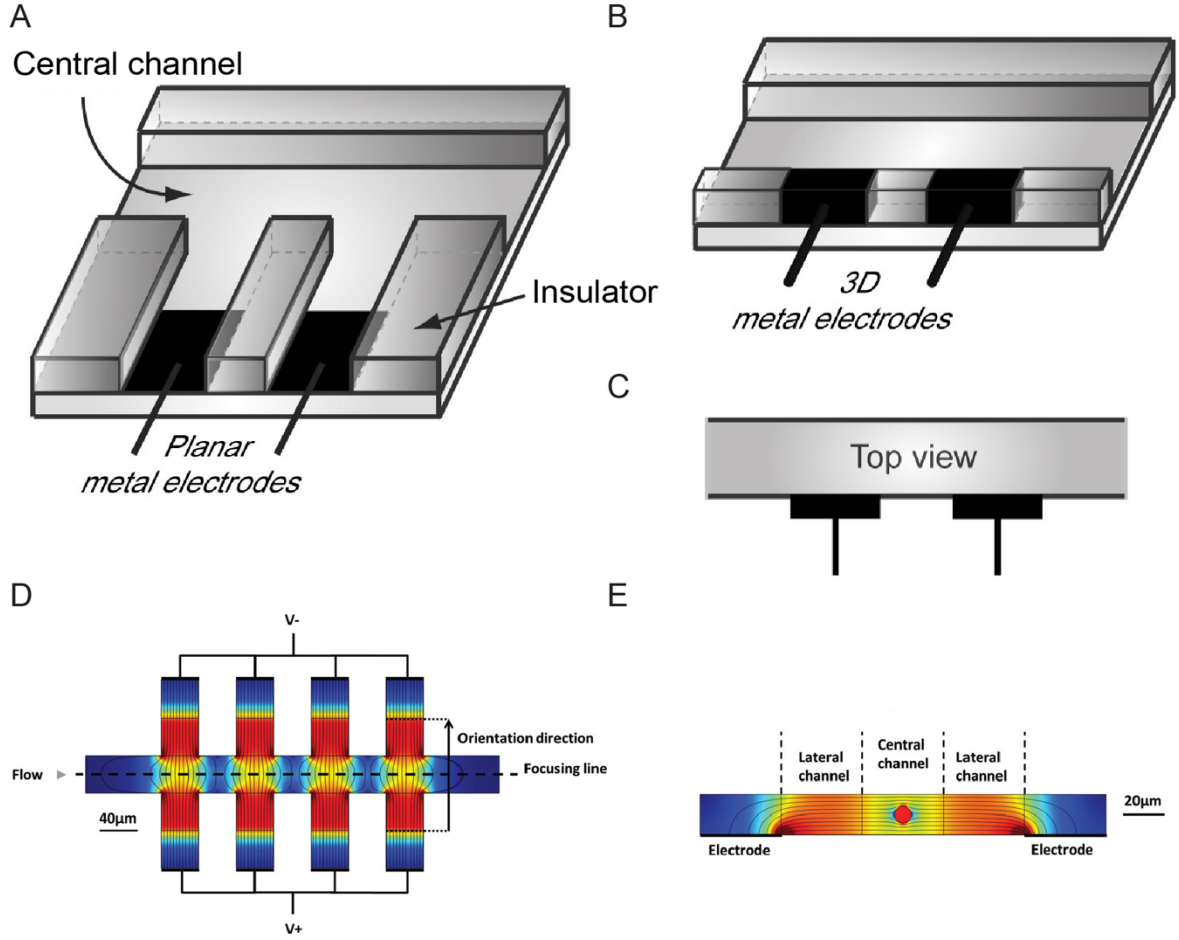 A
Central channel
Insulator
Planar
metal electrodes
B
3D
metal electrodes
C
Top view
D
V-
Orientation direction
Flow
Focusing line
40µm
V+
E
Lateral
channel
Central
channel
Lateral
channel
20µm
Electrode
Electrode